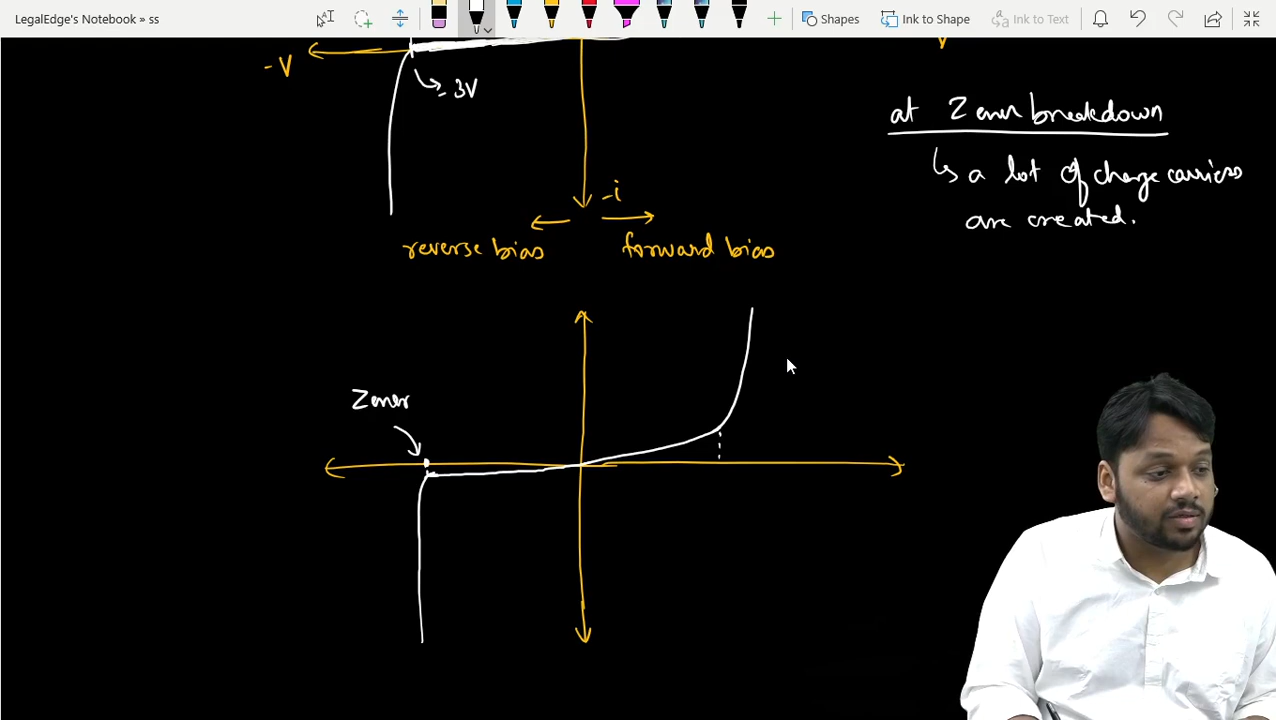 LegalEdge's Notebook » ss
Shapes
Ink to Shape
Ink to Text
-V
- 3V
-i
reverse bias
forward bias
at Zener breakdown
↳ a lot of charge carriers
are created.
Zener